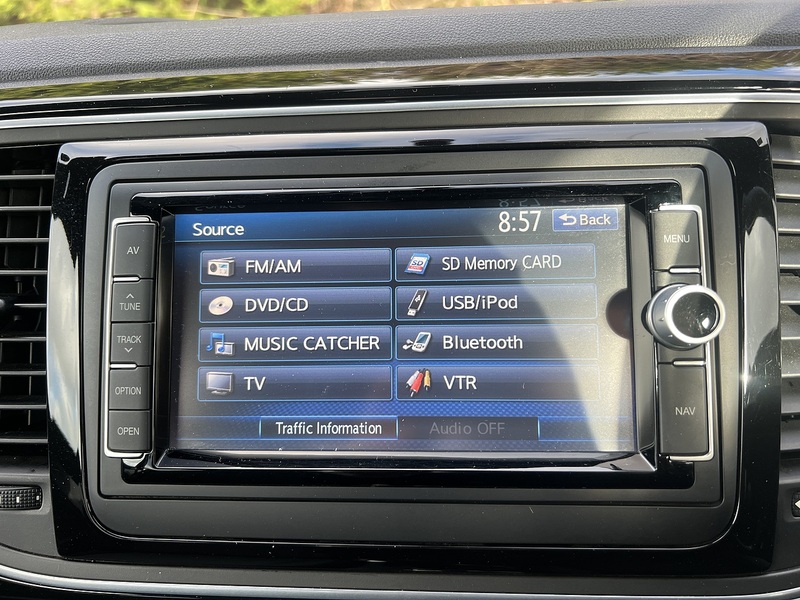 Source 8:57 Back
FM/AM
SD Memory CARD
DVD/CD
USB/iPod
MUSIC CATCHER
Bluetooth
TV
VTR
Traffic Information
Audio OFF
AV
TUNE
TRACK
OPTION
OPEN
MENU
NAV
SD